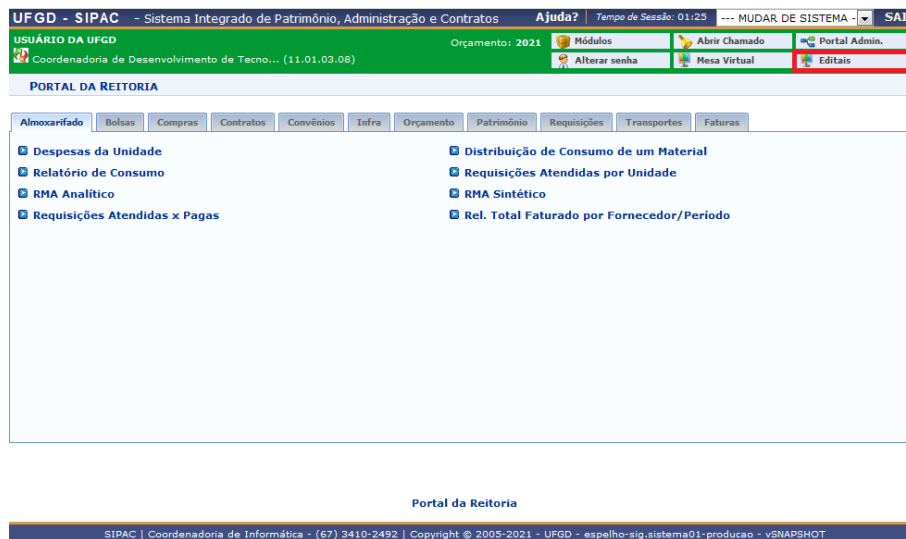 UFGD - SIPAC - Sistema Integrado de Patrimônio, Administração e Contratos Ajuda? Tempo de Sessão: 01:25 --- MUDAR DE SISTEMA - SAI
USUÁRIO DA UFGD Orçamento: 2021 Módulos Abrir Chamado Portal Admin.
Coordenadoria de Desenvolvimento de Tecno... (11.01.03.08) Alterar senha Mesa Virtual Editais
PORTAL DA REITORIA
Almoxarifado Bolsas Compras Contratos Convênios Infra Orçamento Patrimônio Requisições Transportes Faturas
Despesas da Unidade Distribuição de Consumo de um Material
Relatório de Consumo Requisições Atendidas por Unidade
RMA Analítico RMA Sintético
Requisições Atendidas x Pagas Rel. Total Faturado por Fornecedor/Período
Portal da Reitoria
SIPAC | Coordenadoria de Informática - (67) 3410-2492 | Copyright © 2005-2021 - UFGD - espelho-sig.sistema01-producao - vSNAPSHOT